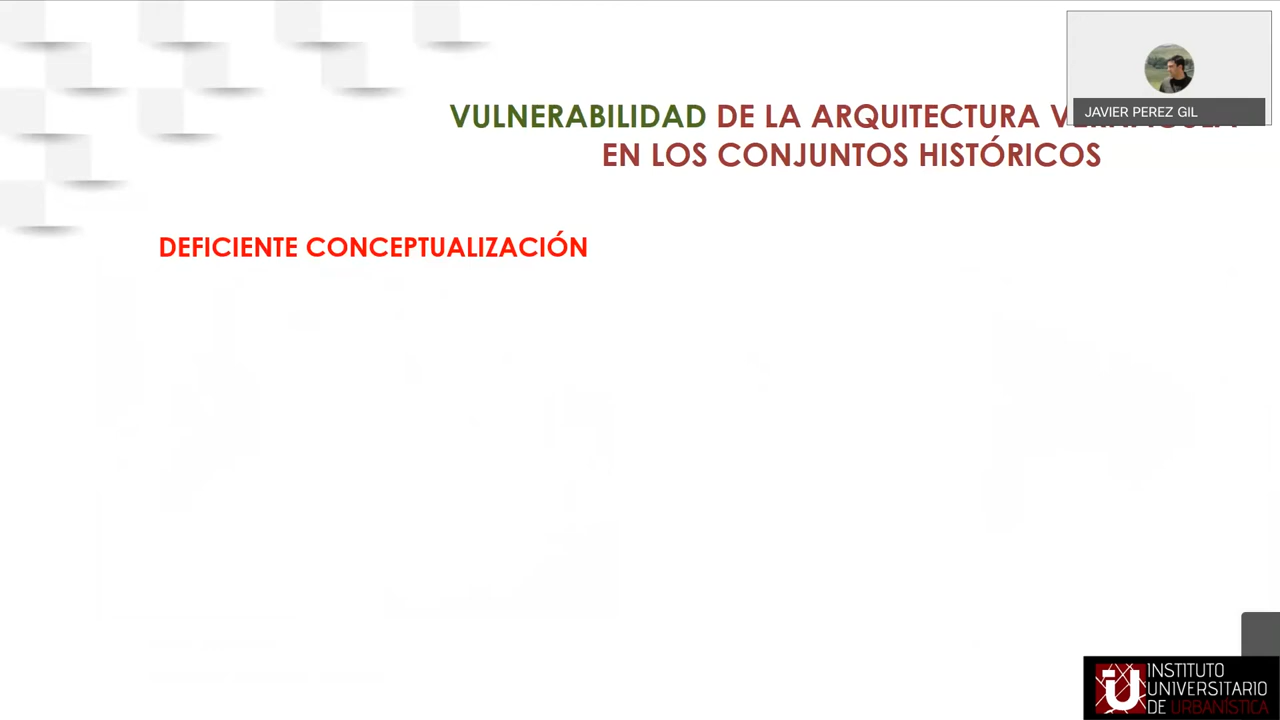 JAVIER PEREZ GIL
VULNERABILIDAD DE LA ARQUITECTURA
EN LOS CONJUNTOS HISTÓRICOS
DEFICIENTE CONCEPTUALIZACIÓN
INSTITUTO
UNIVERSITARIO
DE URBANÍSTICA